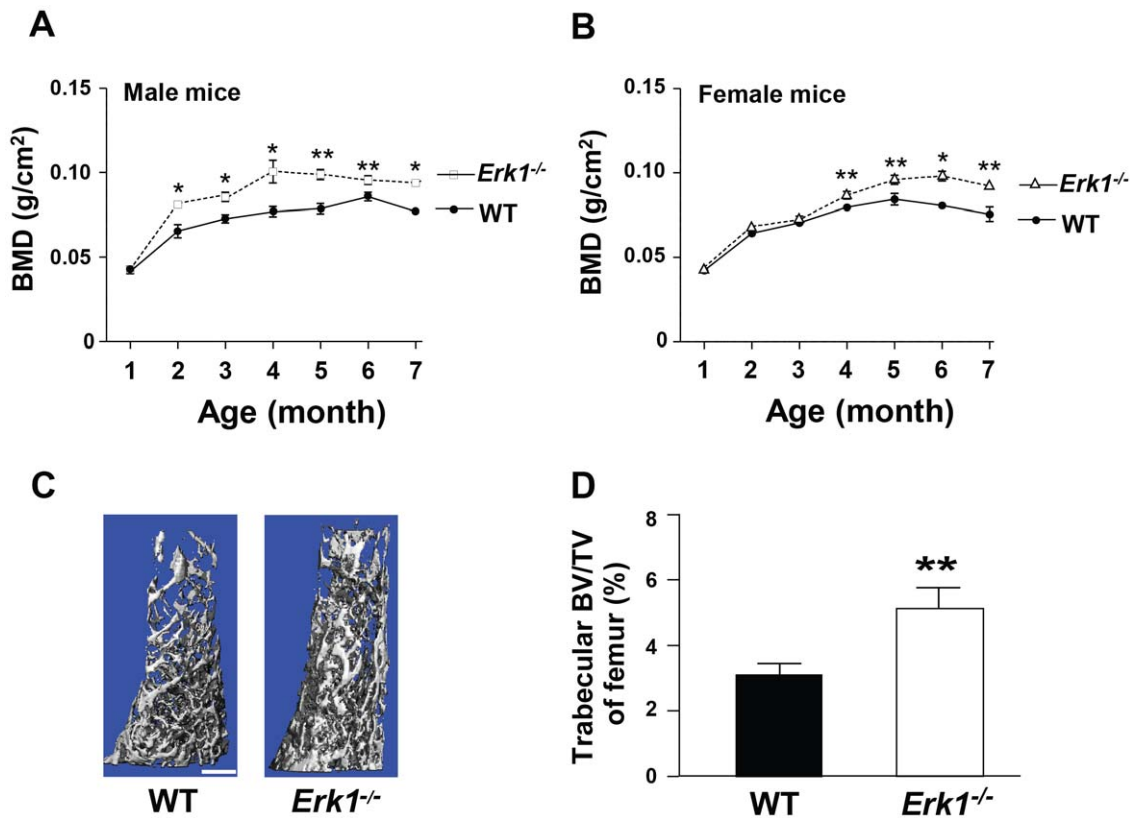 A
Male mice
BMD (g/cm²)
0.15
0.10
0.05
0
* * * ** ** *
Erk1⁻/⁻
WT
1 2 3 4 5 6 7
Age (month)
B
Female mice
BMD (g/cm²)
0.15
0.10
0.05
0
** ** * **
Erk1⁻/⁻
WT
1 2 3 4 5 6 7
Age (month)
C
WT
Erk1⁻/⁻
D
Trabecular BV/TV
of femur (%)
8
6
4
2
0
**
WT
Erk1⁻/⁻